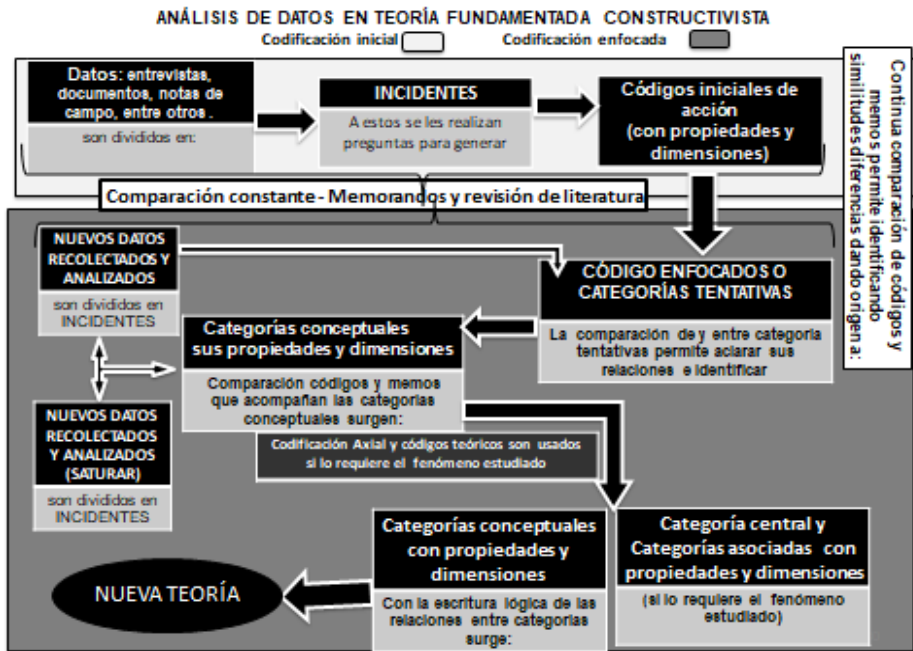 ANÁLISIS DE DATOS EN TEORÍA FUNDAMENTADA CONSTRUCTIVISTA
Codificación inicial
Codificación enfocada
Datos: entrevistas,
documentos, notas de
campo, entre otros .
son divididas en:
INCIDENTES
A estos se les realizan
preguntas para generar
Códigos iniciales de
acción
(con propiedades y
dimensiones)
Continua comparación de códigos y
memos permite identificando
similitudes diferencias dando origen a:
Comparación constante - Memorandos y revisión de literatura
NUEVOS DATOS
RECOLECTADOS Y
ANALIZADOS
son divididas en
INCIDENTES
CÓDIGO ENFOCADOS O
CATEGORÍAS TENTATIVAS
La comparación de y entre categoria
tentativas permite aclarar sus
relaciones e identificar
Categorías conceptuales
sus propiedades y dimensiones
Comparación códigos y memos
que acompañan las categorias
conceptuales surgen:
NUEVOS DATOS
RECOLECTADOS
Y ANALIZADOS
(SATURAR)
son divididas en
INCIDENTES
Codificación Axial y códigos teóricos son usados
si lo requiere el fenómeno estudiado
Categorías conceptuales
con propiedades y
dimensiones
Con la escritura lógica de las
relaciones entre categorias
surge:
Categoría central y
Categorías asociadas con
propiedades y dimensiones
(si lo requiere el fenómeno
estudiado)
NUEVA TEORÍA